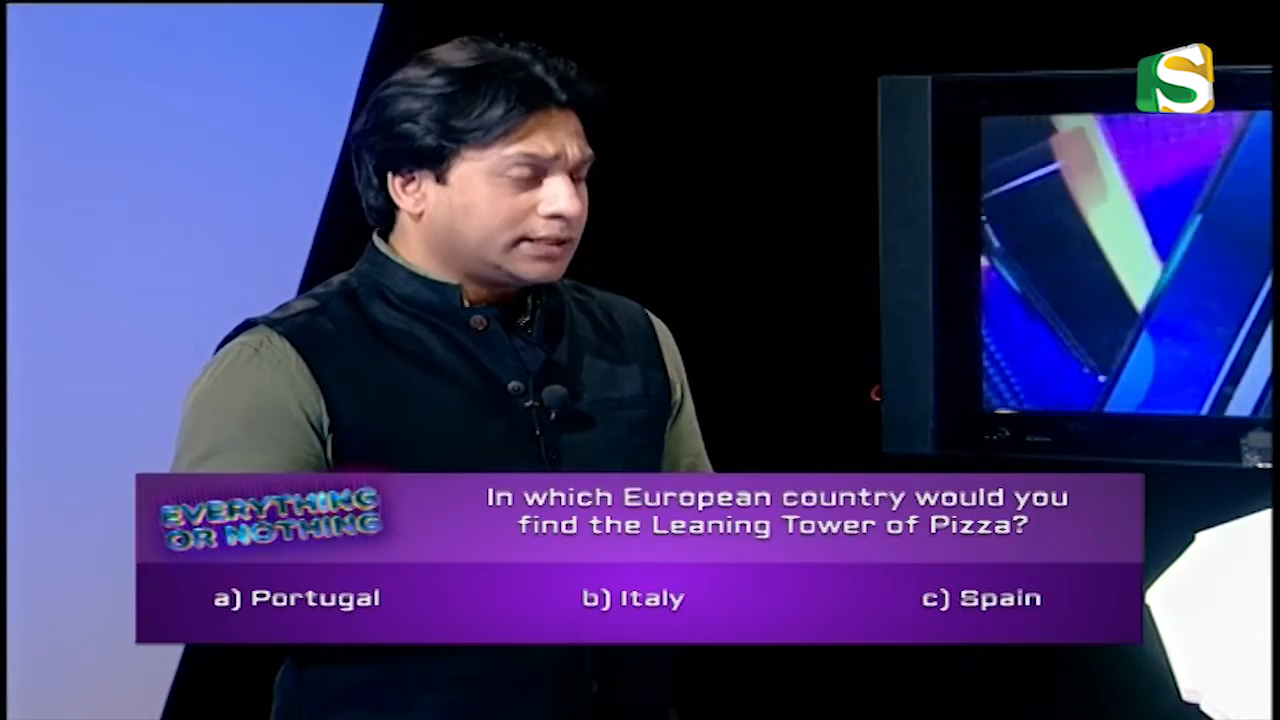 S
EVERYTHING
OR NOTHING
In which European country would you
find the Leaning Tower of Pizza?
a) Portugal
b) Italy
c) Spain